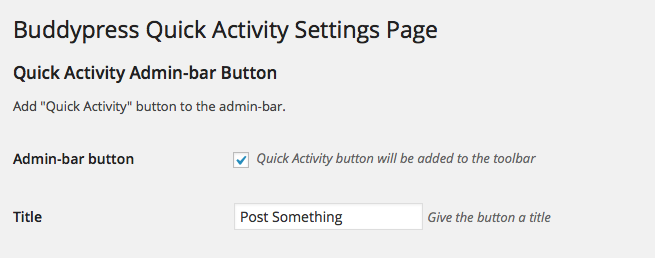 Buddypress Quick Activity Settings Page
Quick Activity Admin-bar Button
Add "Quick Activity" button to the admin-bar.
Admin-bar button Quick Activity button will be added to the toolbar
Title Post Something Give the button a title